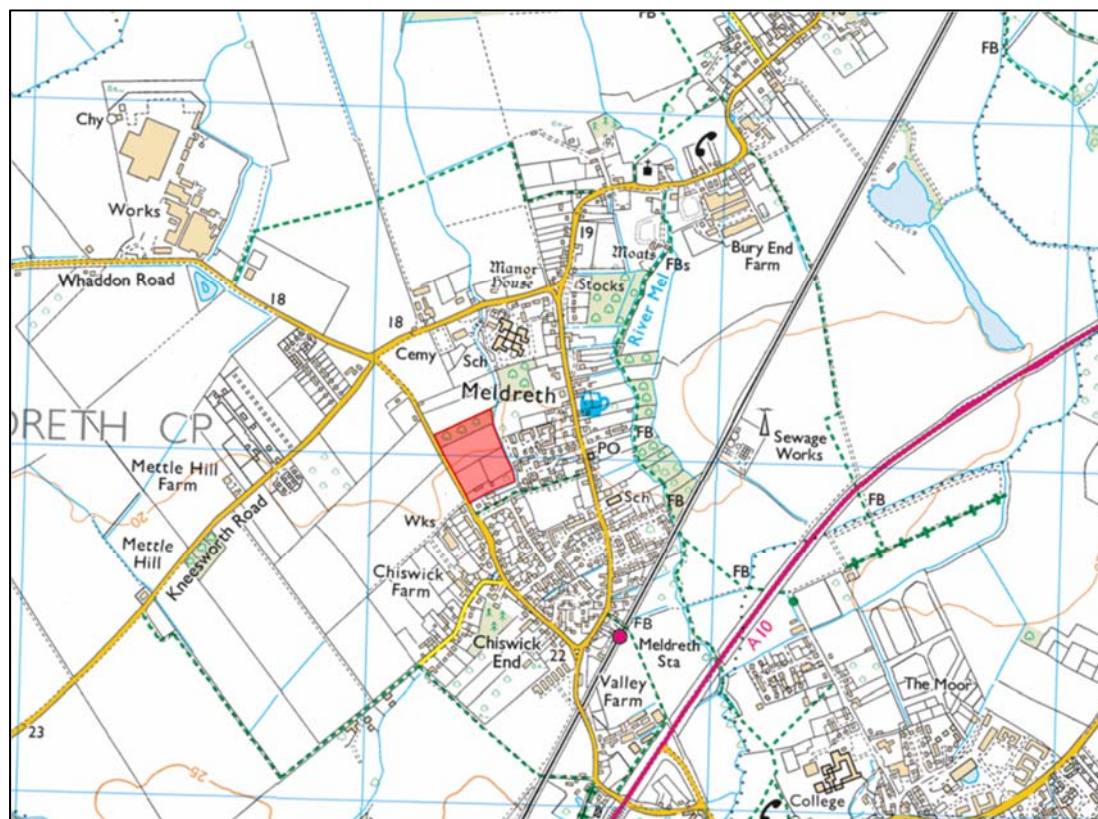 FB
FB
Chy
Works
Whaddon Road
18
19
Moats
FBs
Bury End
Farm
Manor
House
Stocks
River Mel
18
Cemy
Sch
Meldreth
DRETH CP
FB
PO
Sewage
Works
Mettle Hill
Farm
20
Mettle
Hill
Kneesworth Road
Wks
Sch
FB
FB
FB
Chiswick
Farm
A10
FB
Meldreth
Sta
Chiswick
End
22
Valley
Farm
The Moor
23
25
College